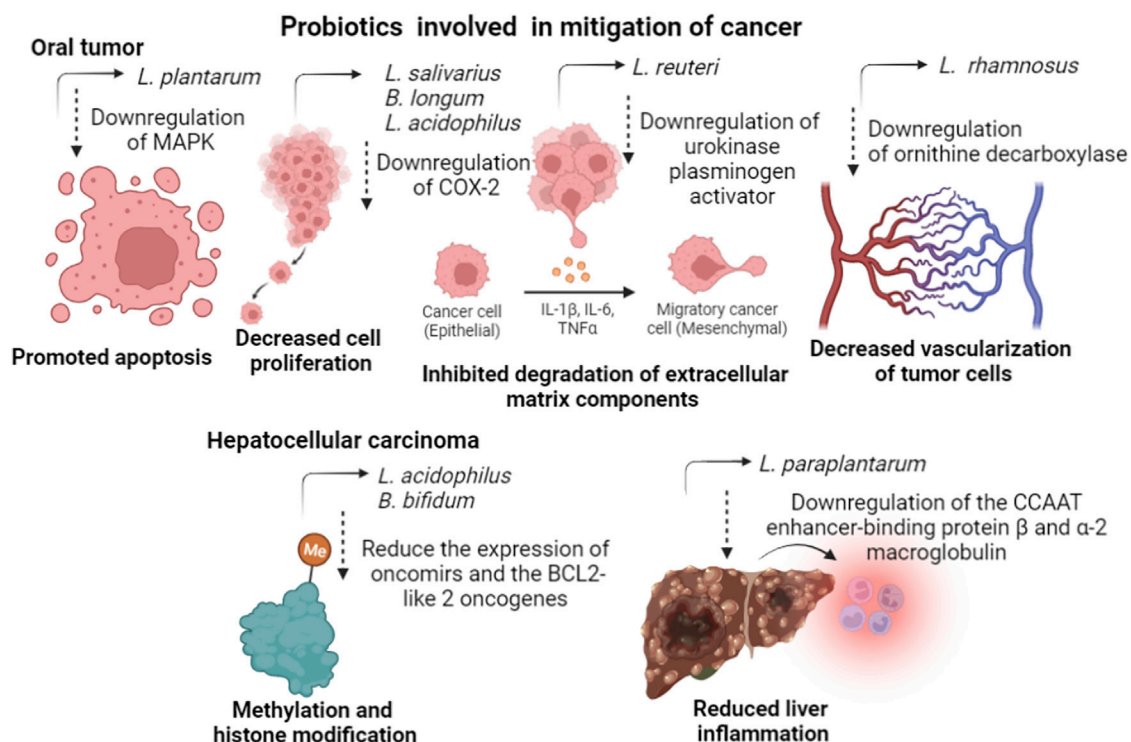 Probiotics involved in mitigation of cancer
Oral tumor
L. plantarum
Downregulation
of MAPK
Promoted apoptosis
L. salivarius
B. longum
L. acidophilus
Downregulation
of COX-2
Decreased cell
proliferation
L. reuteri
Downregulation of
urokinase
plasminogen
activator
Cancer cell
(Epithelial)
IL-1β, IL-6,
TNFα
Migratory cancer
cell (Mesenchymal)
Inhibited degradation of extracellular
matrix components
L. rhamnosus
Downregulation
of ornithine decarboxylase
Decreased vascularization
of tumor cells
Hepatocellular carcinoma
L. acidophilus
B. bifidum
Me
Reduce the expression of
oncomirs and the BCL2-
like 2 oncogenes
Methylation and
histone modification
L. paraplantarum
Downregulation of the CCAAT
enhancer-binding protein β and α-2
macroglobulin
Reduced liver
inflammation